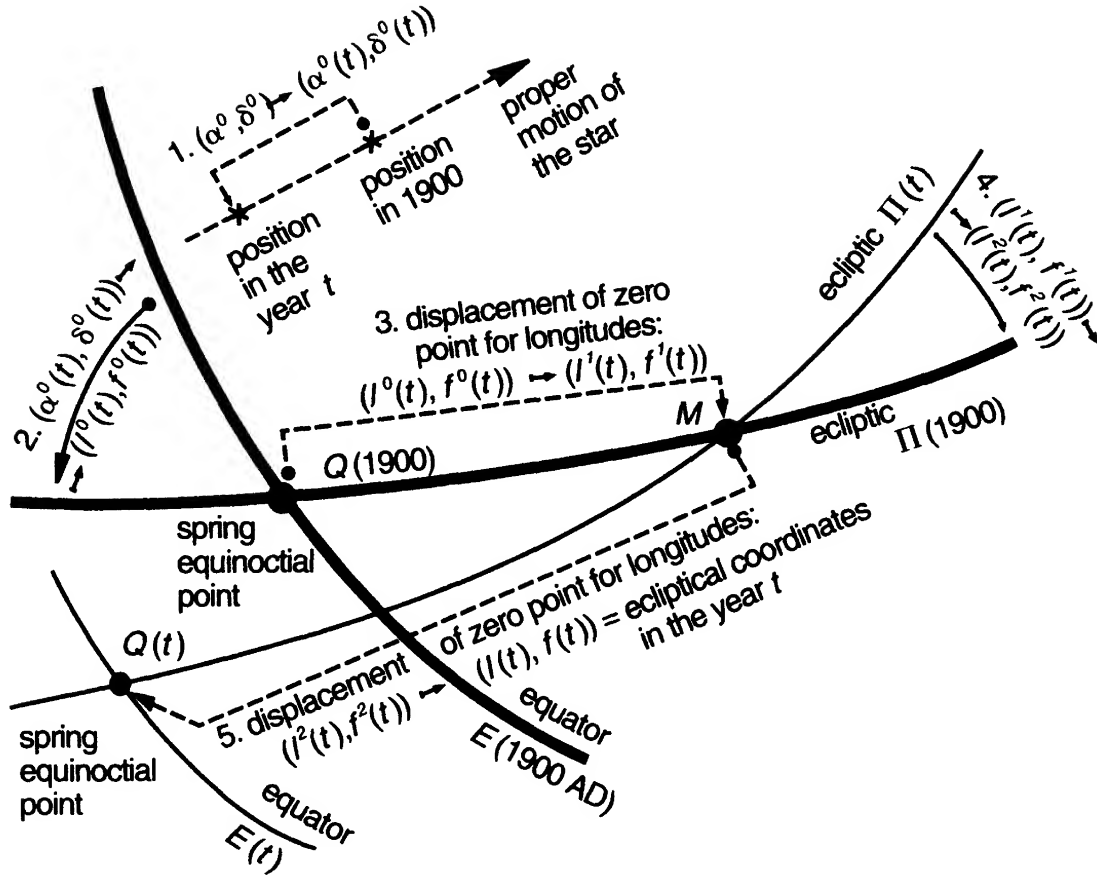 1. (α⁰,δ⁰)→(α⁰(t),δ⁰(t))
position
in the
year t
position
in 1900
proper
motion of
the star
2. (α⁰(t), δ⁰(t))→
→(l⁰(t),f⁰(t))
3. displacement of zero
point for longitudes:
(l⁰(t), f⁰(t)) → (l¹(t), f¹(t))
ecliptic Π(t)
4. (l¹(t), f¹(t))→
→(l²(t),f²(t))
M
ecliptic
Π(1900)
Q(1900)
spring
equinoctial
point
Q(t)
spring
equinoctial
point
5. displacement of zero point for longitudes:
(l²(t),f²(t)) → (l(t), f(t)) = ecliptical coordinates
in the year t
equator
E(1900 AD)
equator
E(t)